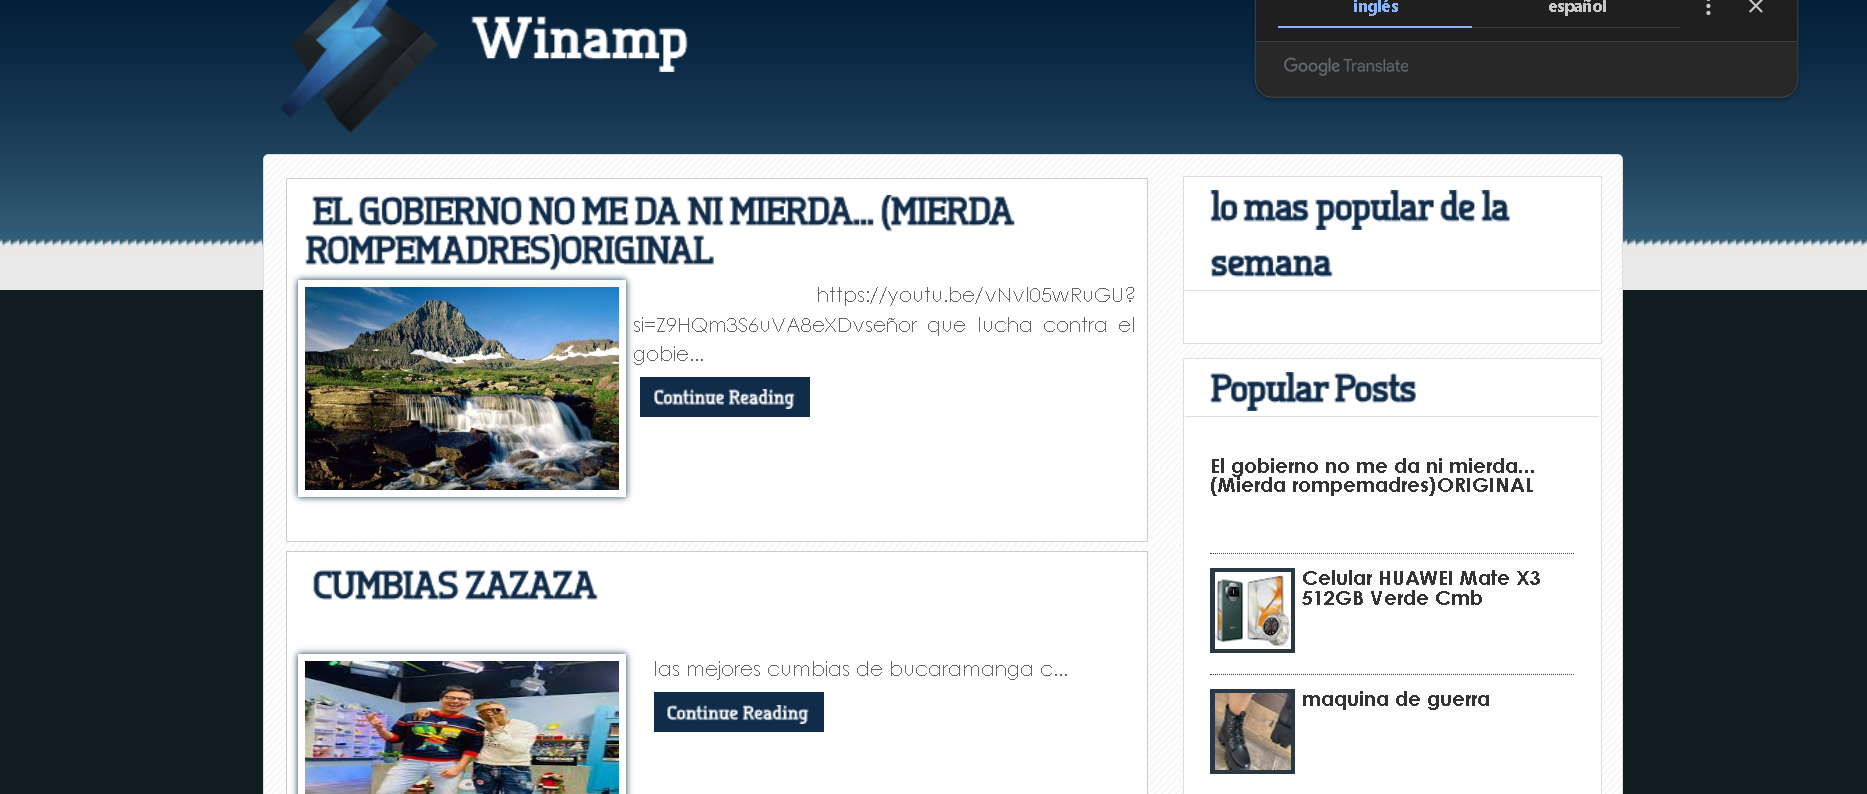 Winamp
inglés
español
Google Translate
EL GOBIERNO NO ME DA NI MIERDA... (MIERDA
ROMPEMADRES)ORIGINAL
https://youtu.be/vNvl05wRuGU?
si=Z9HQm3S6uVA8eXDvseñor que lucha contra el
gobie...
Continue Reading
CUMBIAS ZAZAZA
las mejores cumbias de bucaramanga c...
Continue Reading
lo mas popular de la
semana
Popular Posts
El gobierno no me da ni mierda...
(Mierda rompemadres)ORIGINAL
Celular HUAWEI Mate X3
512GB Verde Cmb
maquina de guerra